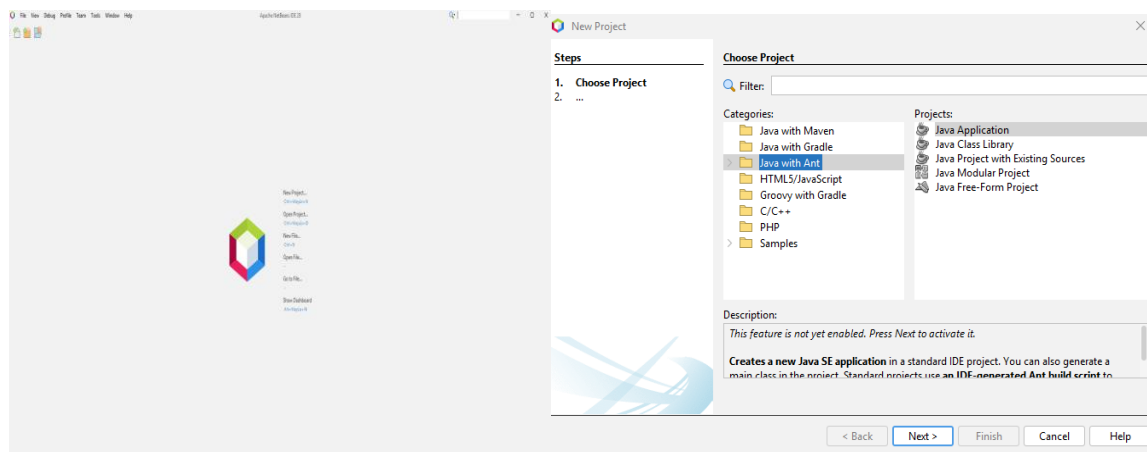 File View Debug Profile Team Tools Window Help
Apache NetBeans IDE 20
New Project...
Open Project...
New File...
Open File...
Go to File...
Show Dashboard
New Project
Steps
1. Choose Project
2. ...
Choose Project
Filter:
Categories:
Java with Maven
Java with Gradle
Java with Ant
HTML5/JavaScript
Groovy with Gradle
C/C++
PHP
Samples
Projects:
Java Application
Java Class Library
Java Project with Existing Sources
Java Modular Project
Java Free-Form Project
Description:
This feature is not yet enabled. Press Next to activate it.
Creates a new Java SE application in a standard IDE project. You can also generate a
main class in the project. Standard projects use an IDE-generated Ant build script to
< Back
Next >
Finish
Cancel
Help